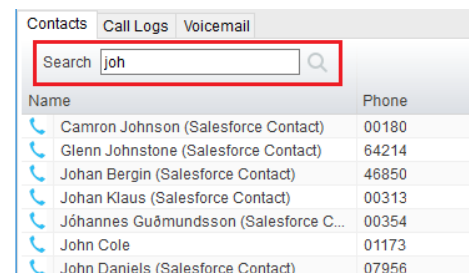 Contacts Call Logs Voicemail
Search joh
Name Phone
Camron Johnson (Salesforce Contact) 00180
Glenn Johnstone (Salesforce Contact) 64214
Johan Bergin (Salesforce Contact) 46850
Johan Klaus (Salesforce Contact) 00313
Jóhannes Guðmundsson (Salesforce C... 00354
John Cole 01173
John Daniels (Salesforce Contact) 07956